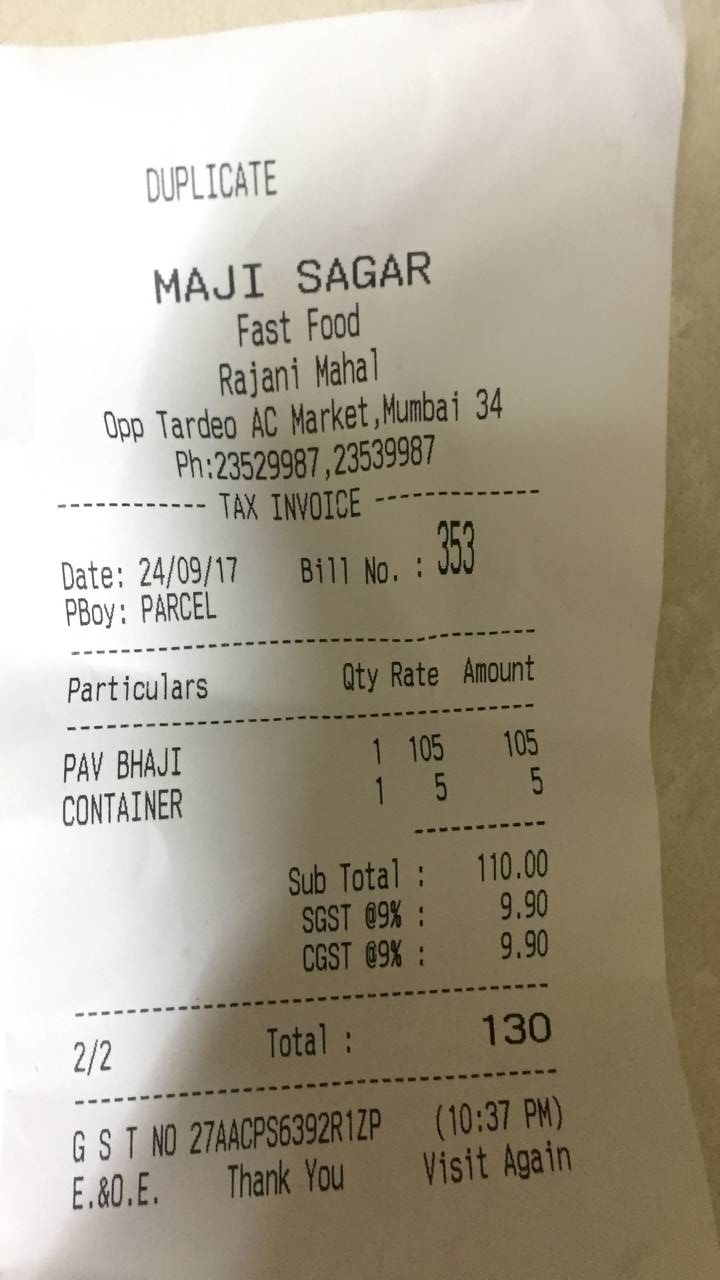 DUPLICATE
MAJI SAGAR
Fast Food
Rajani Mahal
Opp Tardeo AC Market,Mumbai 34
Ph:23529987,23539987
----------- TAX INVOICE ------------
Date: 24/09/17 Bill No. : 353
PBoy: PARCEL
Particulars Qty Rate Amount
PAV BHAJI 1 105 105
CONTAINER 1 5 5
Sub Total : 110.00
SGST @9% : 9.90
CGST @9% : 9.90
2/2 Total : 130
G S T NO 27AACPS6392R1ZP (10:37 PM)
E.&O.E. Thank You Visit Again